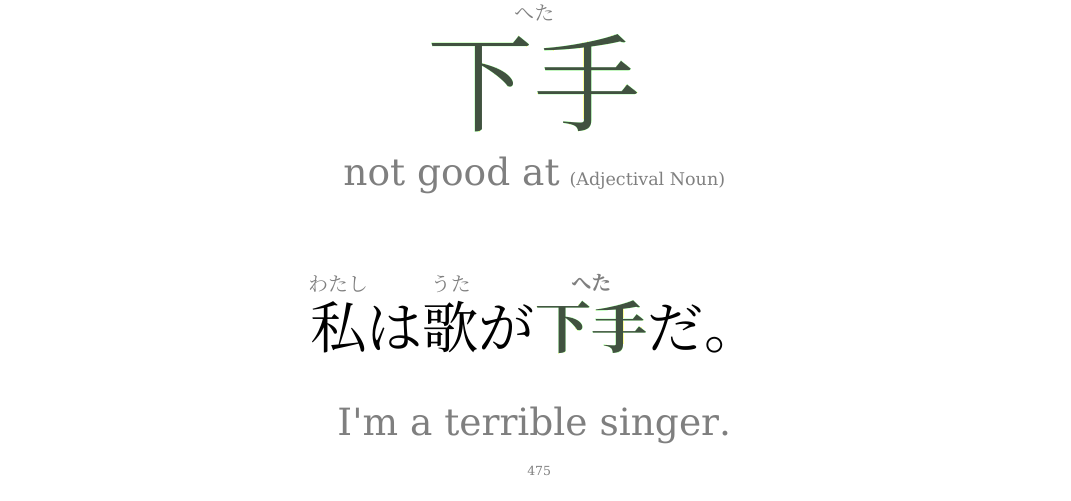 へた
下手
not good at (Adjectival Noun)
わたし うた へた
私は歌が下手だ。
I'm a terrible singer.
475